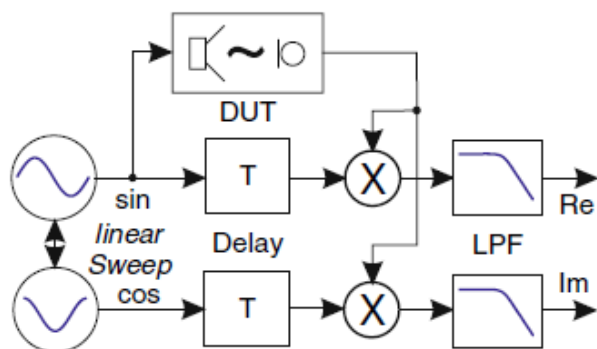 DUT
sin
T
X
Re
linear
Sweep
Delay
LPF
cos
T
X
Im